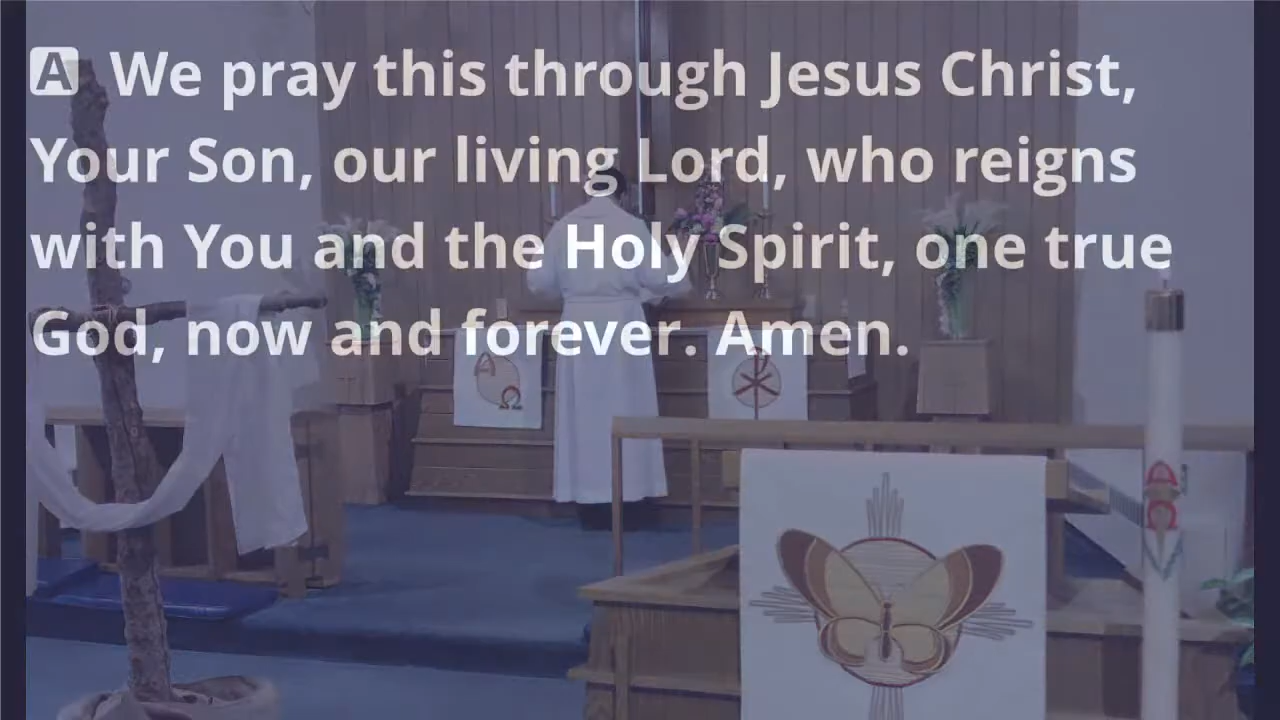 A We pray this through Jesus Christ,
Your Son, our living Lord, who reigns
with You and the Holy Spirit, one true
God, now and forever. Amen.
Α
Ω
Α
Ω